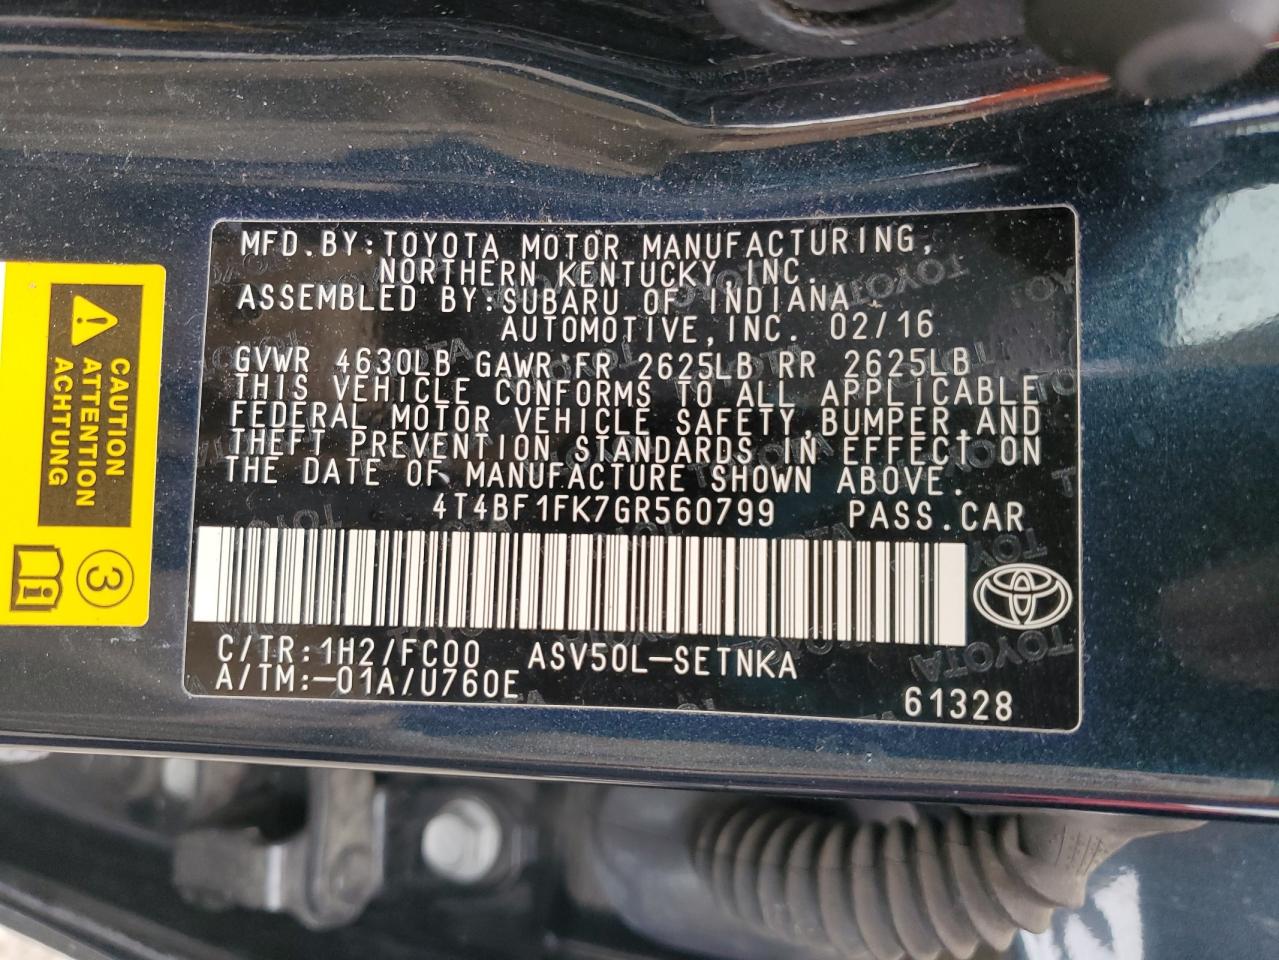 MFD.BY:TOYOTA MOTOR MANUFACTURING,
NORTHERN KENTUCKY,INC.
ASSEMBLED BY:SUBARU OF INDIANA
AUTOMOTIVE,INC. 02/16
GVWR 4630LB GAWR FR 2625LB RR 2625LB
THIS VEHICLE CONFORMS TO ALL APPLICABLE
FEDERAL MOTOR VEHICLE SAFETY,BUMPER,AND
THEFT PREVENTION STANDARDS IN EFFECT ON
THE DATE OF MANUFACTURE SHOWN ABOVE.
4T4BF1FK7GR560799 PASS.CAR
C/TR:1H2/FC00 ASV50L-SETNKA
A/TM:-01A/U760E
61328
CAUTION
ATTENTION
ACHTUNG
3